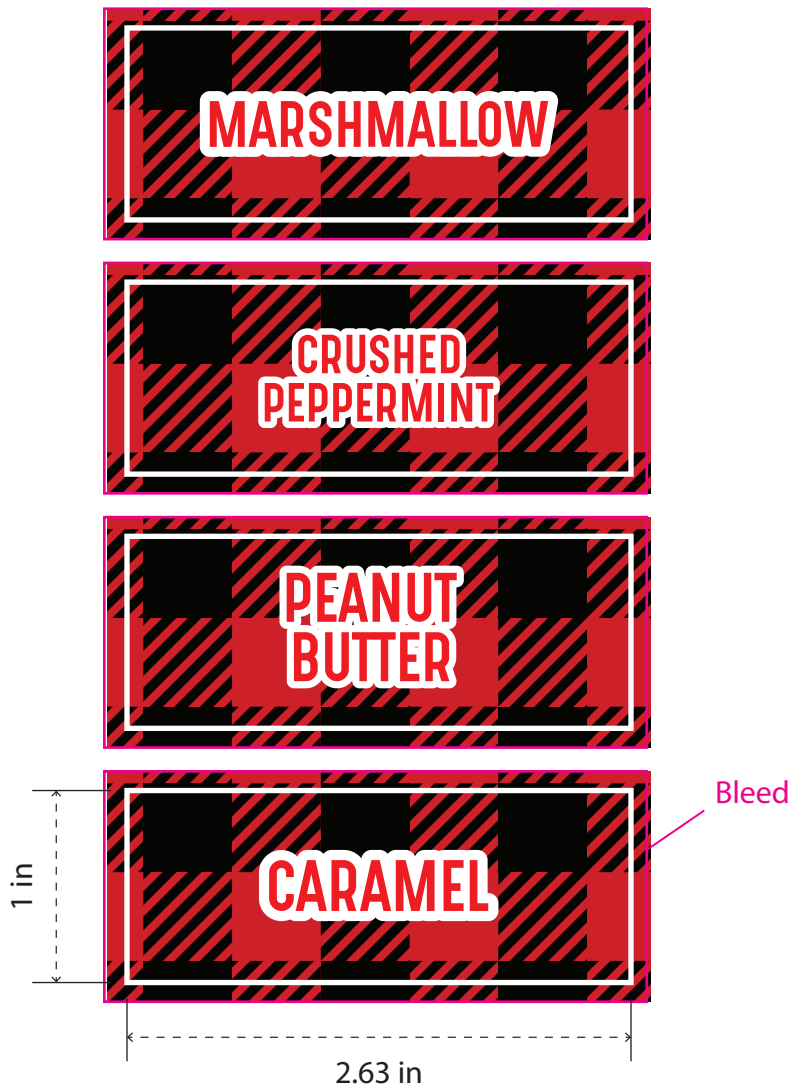 MARSHMALLOW
CRUSHED
PEPPERMINT
PEANUT
BUTTER
Bleed
CARAMEL
1 in
2.63 in